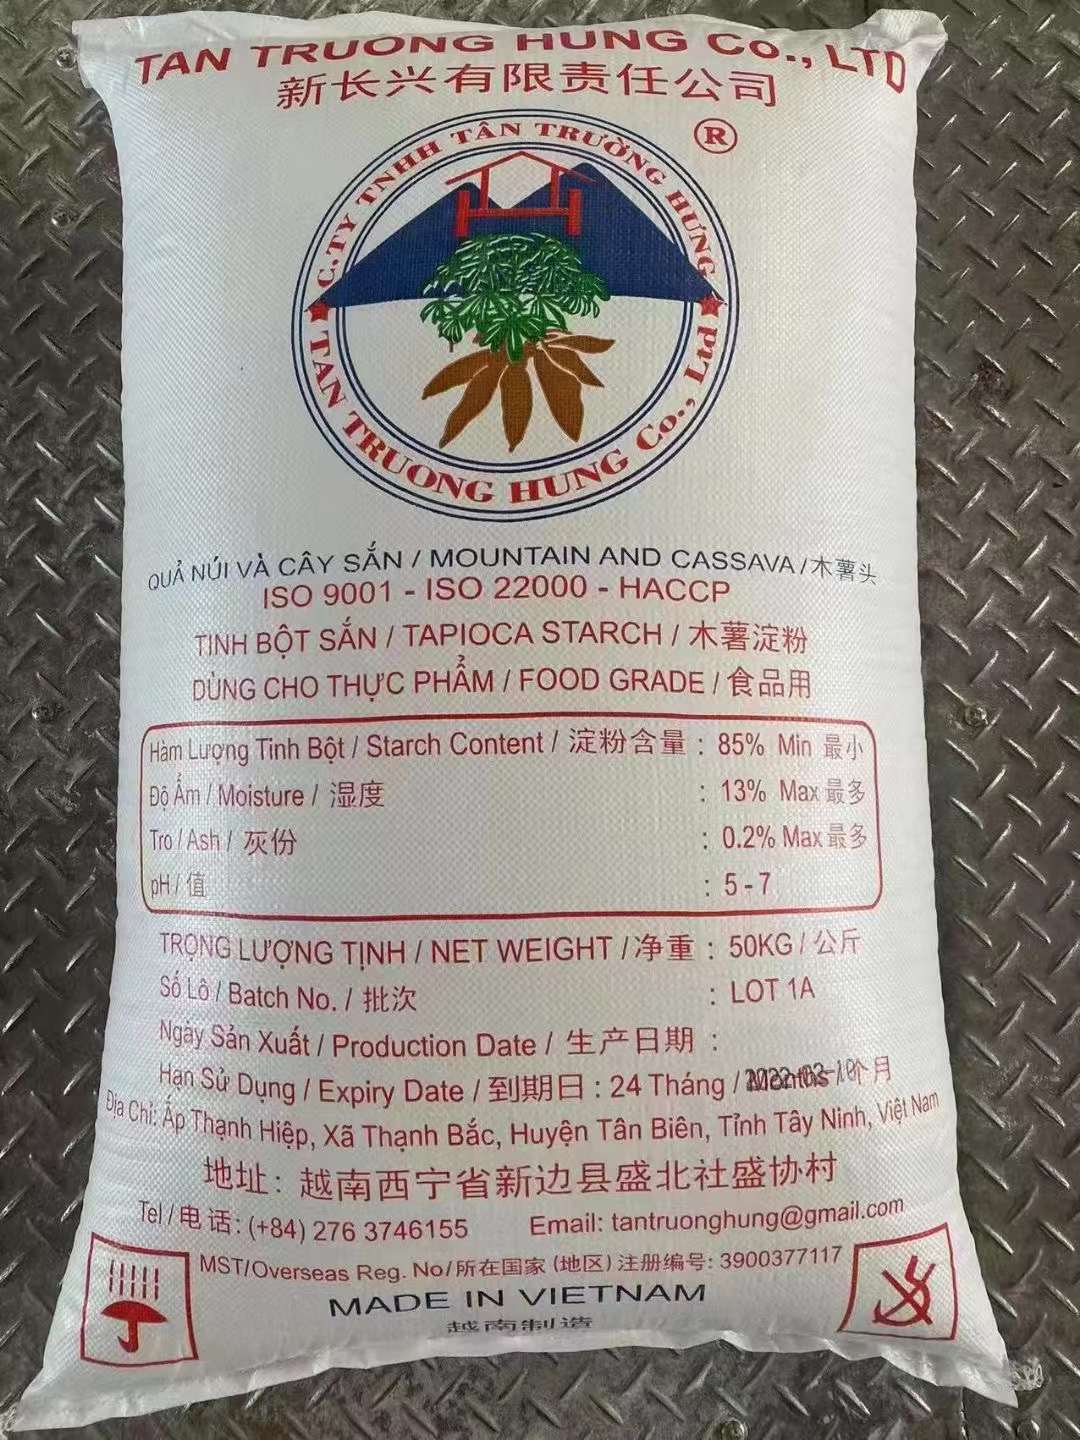 TAN TRUONG HUNG Co., LTD
新长兴有限责任公司
®
C.TY TNHH TÂN TRƯỜNG HƯNG
TAN TRUONG HUNG Co., Ltd
QUẢ NÚI VÀ CÂY SẮN / MOUNTAIN AND CASSAVA / 木薯头
ISO 9001 - ISO 22000 - HACCP
TINH BỘT SẮN / TAPIOCA STARCH / 木薯淀粉
DÙNG CHO THỰC PHẨM / FOOD GRADE / 食品用
Hàm Lượng Tinh Bột / Starch Content / 淀粉含量 : 85% Min 最小
Độ Ẩm / Moisture / 湿度 : 13% Max 最多
Tro / Ash / 灰份 : 0.2% Max 最多
pH / 值 : 5 - 7
TRỌNG LƯỢNG TỊNH / NET WEIGHT / 净重 : 50KG / 公斤
Số Lô / Batch No. / 批次 : LOT 1A
Ngày Sản Xuất / Production Date / 生产日期 :
Hạn Sử Dụng / Expiry Date / 到期日 : 24 Tháng / Months / 个月
2022-02-10
Địa Chỉ: Ấp Thạnh Hiệp, Xã Thạnh Bắc, Huyện Tân Biên, Tỉnh Tây Ninh, Việt Nam
地址: 越南西宁省新边县盛北社盛协村
Tel / 电话: (+84) 276 3746155 Email: tantruonghung@gmail.com
MST/Overseas Reg. No/所在国家 (地区) 注册编号: 3900377117
MADE IN VIETNAM
越南制造